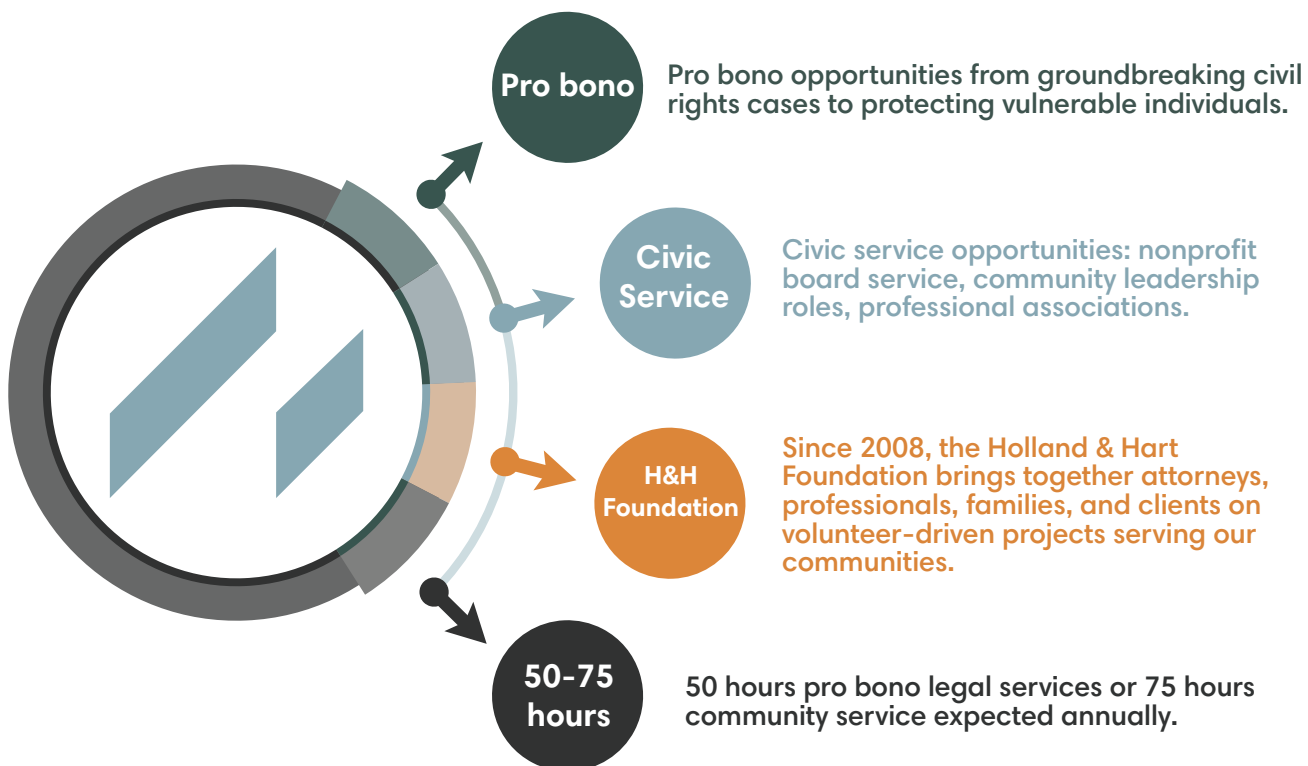 Pro bono
Pro bono opportunities from groundbreaking civil
rights cases to protecting vulnerable individuals.
Civic
Service
Civic service opportunities: nonprofit
board service, community leadership
roles, professional associations.
H&H
Foundation
Since 2008, the Holland & Hart
Foundation brings together attorneys,
professionals, families, and clients on
volunteer-driven projects serving our
communities.
50-75
hours
50 hours pro bono legal services or 75 hours
community service expected annually.